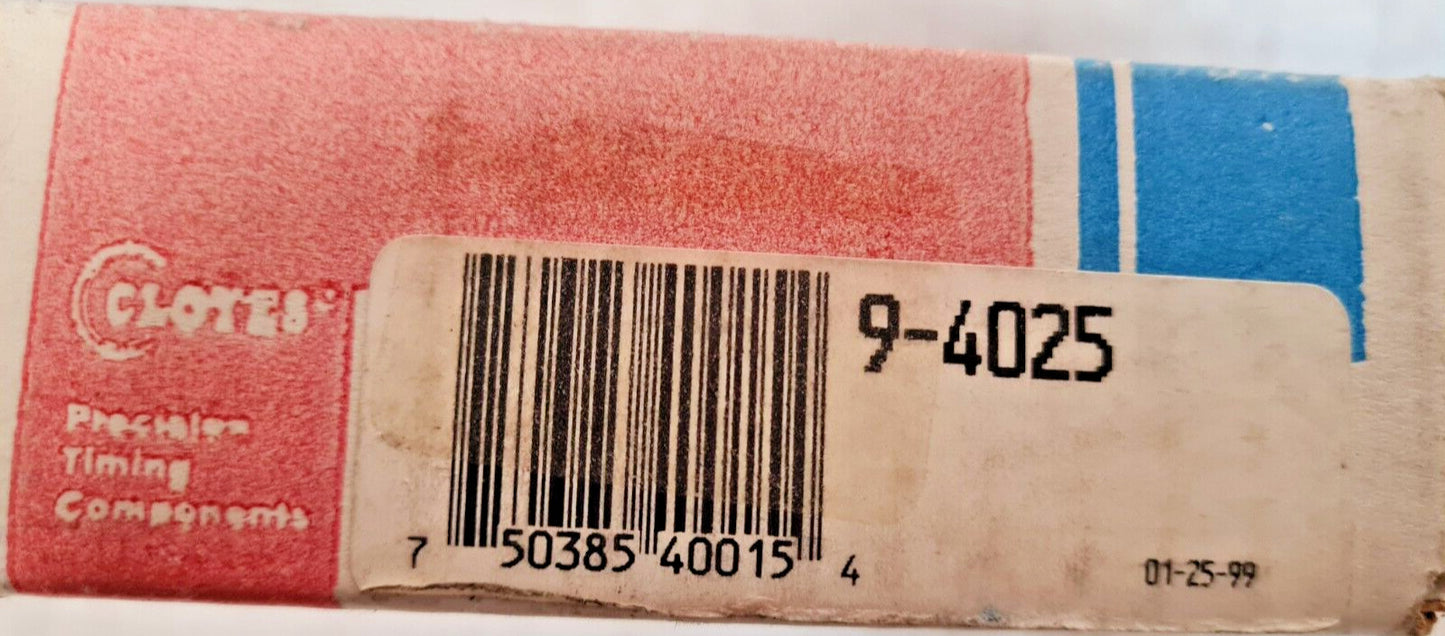 CLOYES®
Precision
Timing
Components
9-4025
7 50385 40015 4
01-25-99